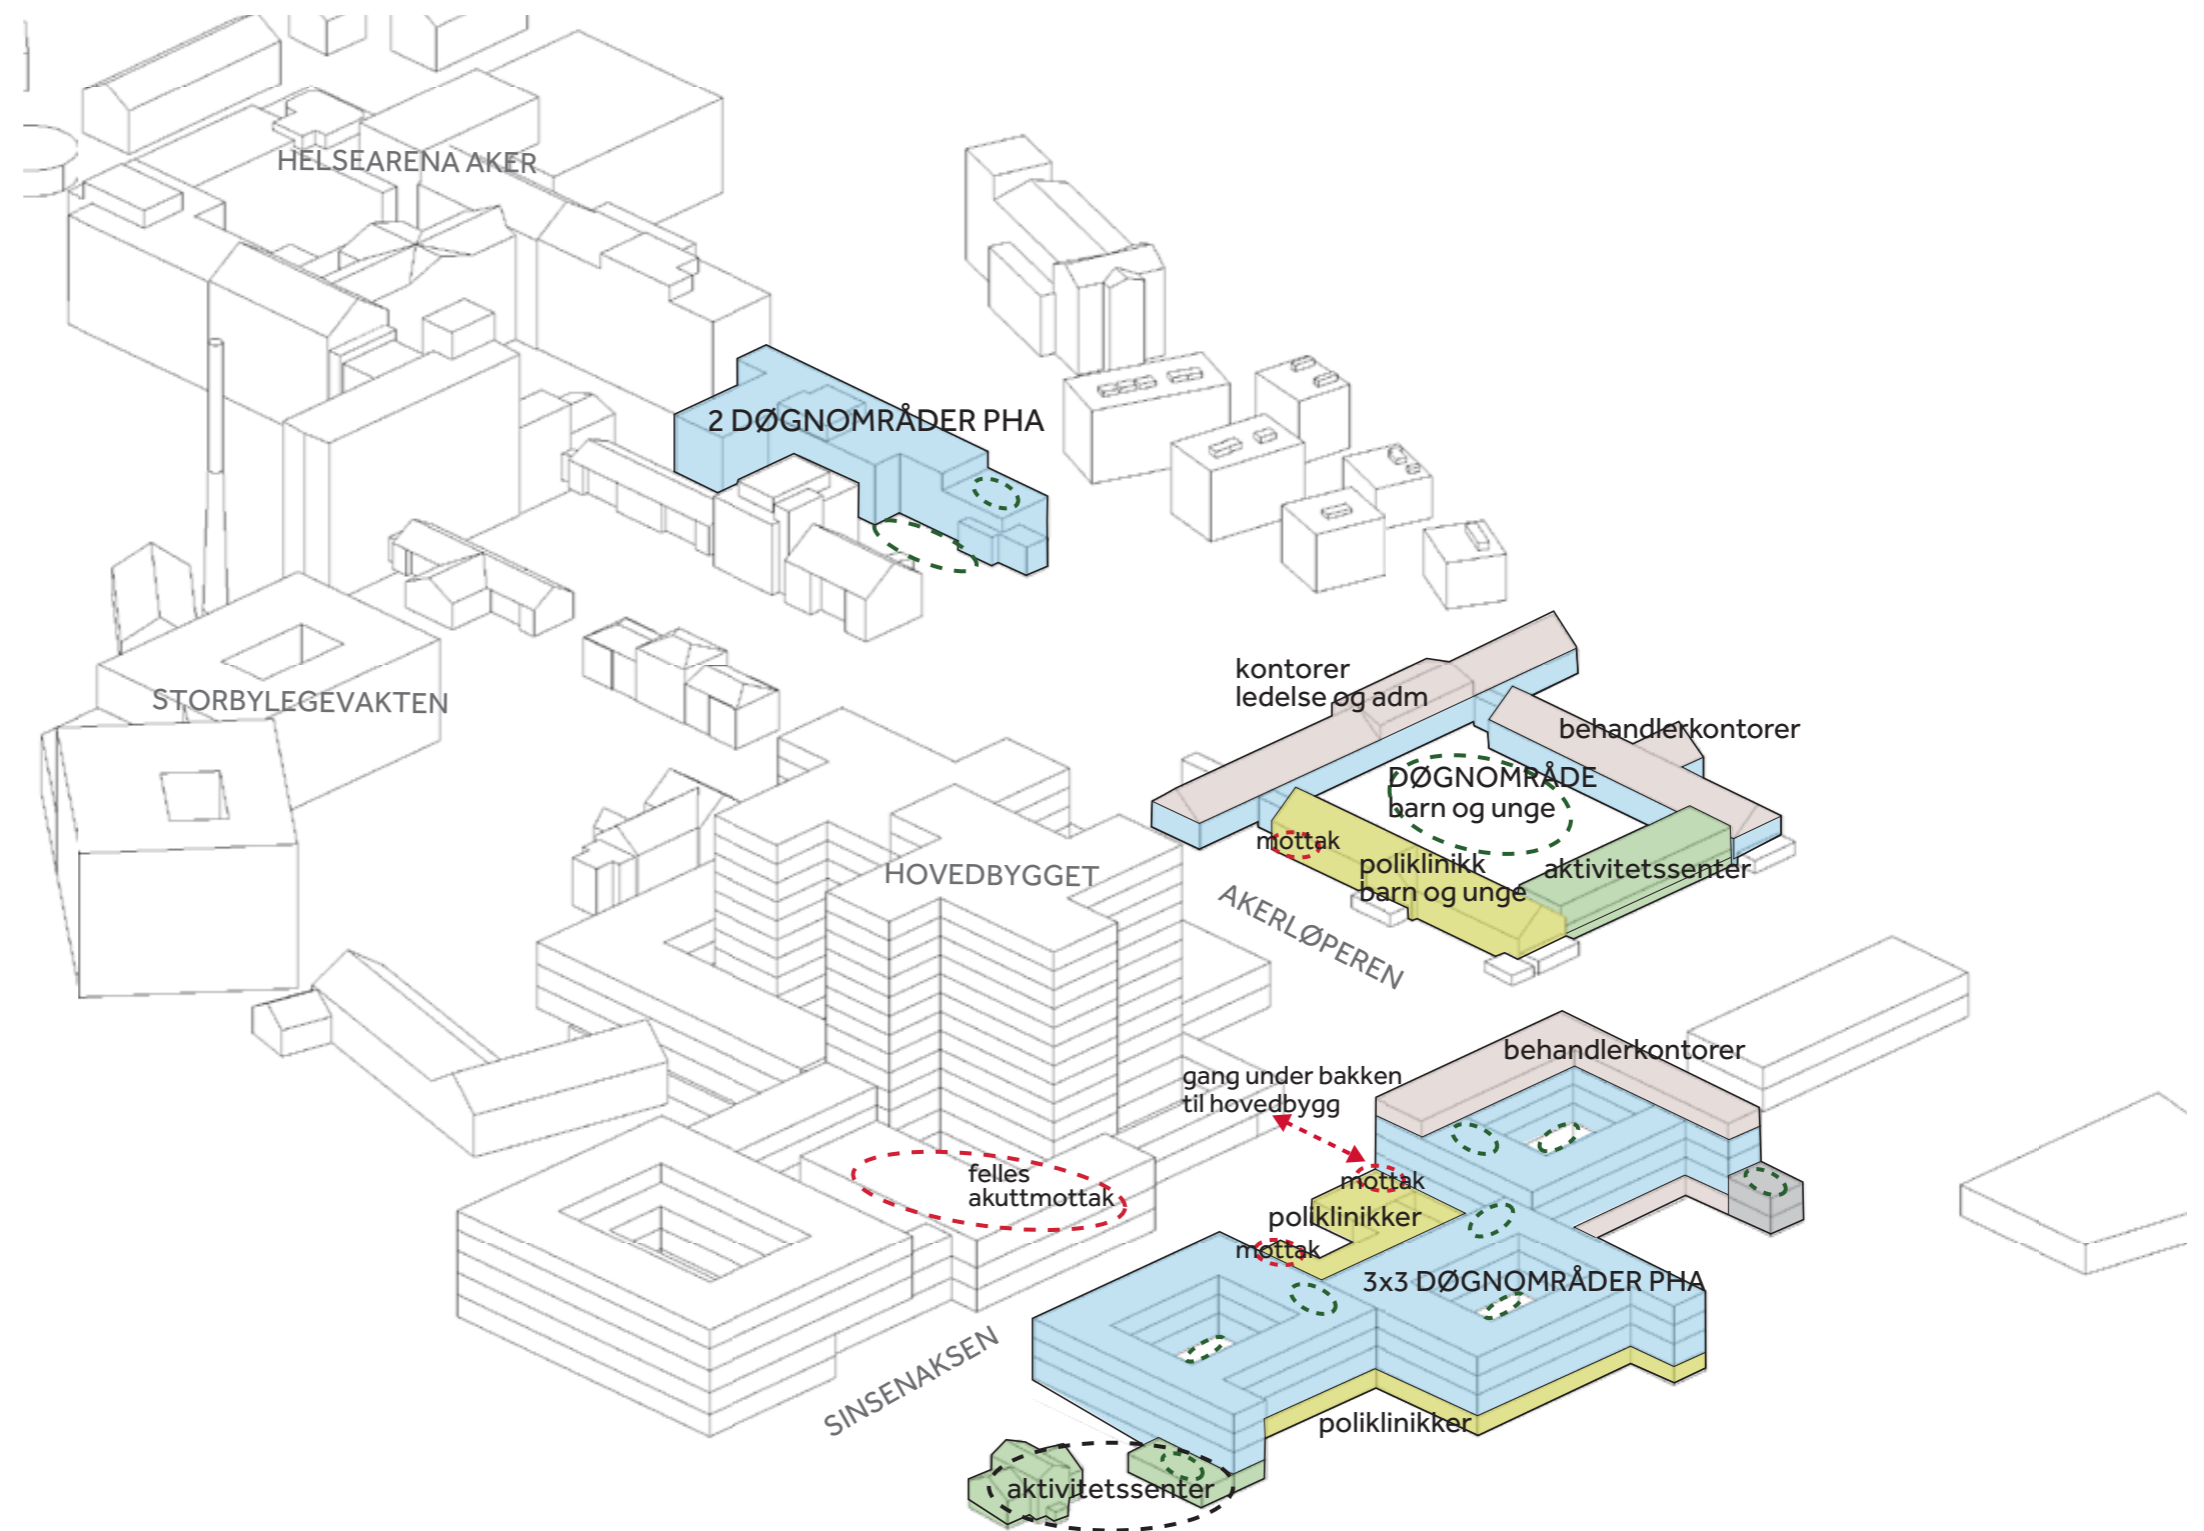 HELSEARENA AKER
2 DØGNOMRÅDER PHA
STORBYLEGEVAKTEN
kontorer
ledelse og adm
behandlerkontorer
DØGNOMRÅDE
barn og unge
mottak
poliklinikk
barn og unge
aktivitetssenter
HOVEDBYGGET
AKERLØPEREN
behandlerkontorer
gang under bakken
til hovedbygg
felles
akuttmottak
mottak
poliklinikker
mottak
3x3 DØGNOMRÅDER PHA
SINSENAKSEN
poliklinikker
aktivitetssenter